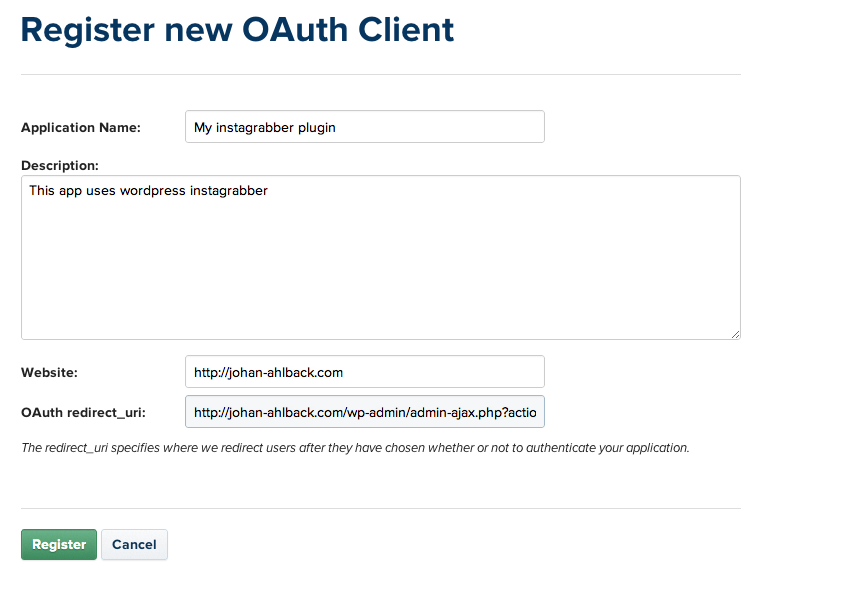 Register new OAuth Client
Application Name: My instagrabber plugin
Description:
This app uses wordpress instagrabber
Website: http://johan-ahlback.com
OAuth redirect_uri: http://johan-ahlback.com/wp-admin/admin-ajax.php?actio
The redirect_uri specifies where we redirect users after they have chosen whether or not to authenticate your application.
Register Cancel